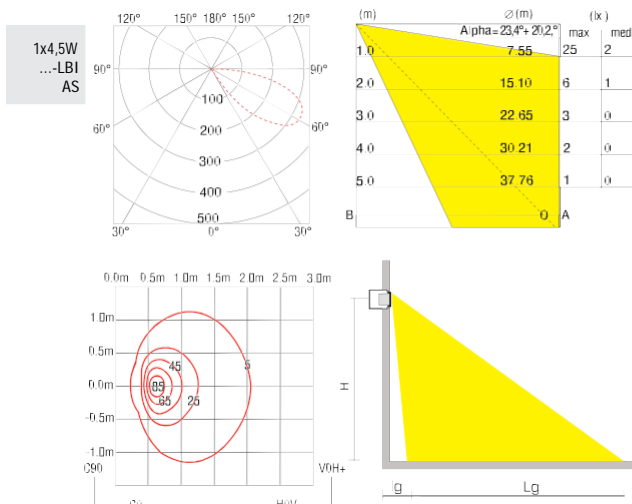 1x4,5W
...-LBI
AS
120° 150° 180° 150° 120°
90° 90°
60° 60°
100
200
300
400
500
30° 0° 30°
(m) ∅ (m) (lx)
Alpha=23,4°+20,2,° max med
1.0 7.55 25 2
2.0 15.10 6 1
3.0 22.65 3 0
4.0 30.21 2 0
5.0 37.76 1 0
B 0 A
0.0m 0.5m 1.0m 1.5m 2.0m 2.5m 3.0m
1.0m
0.5m
0.0m
-0.5m
-1.0m
45 5
85
65 25
C90 V0H+
H
lg Lg